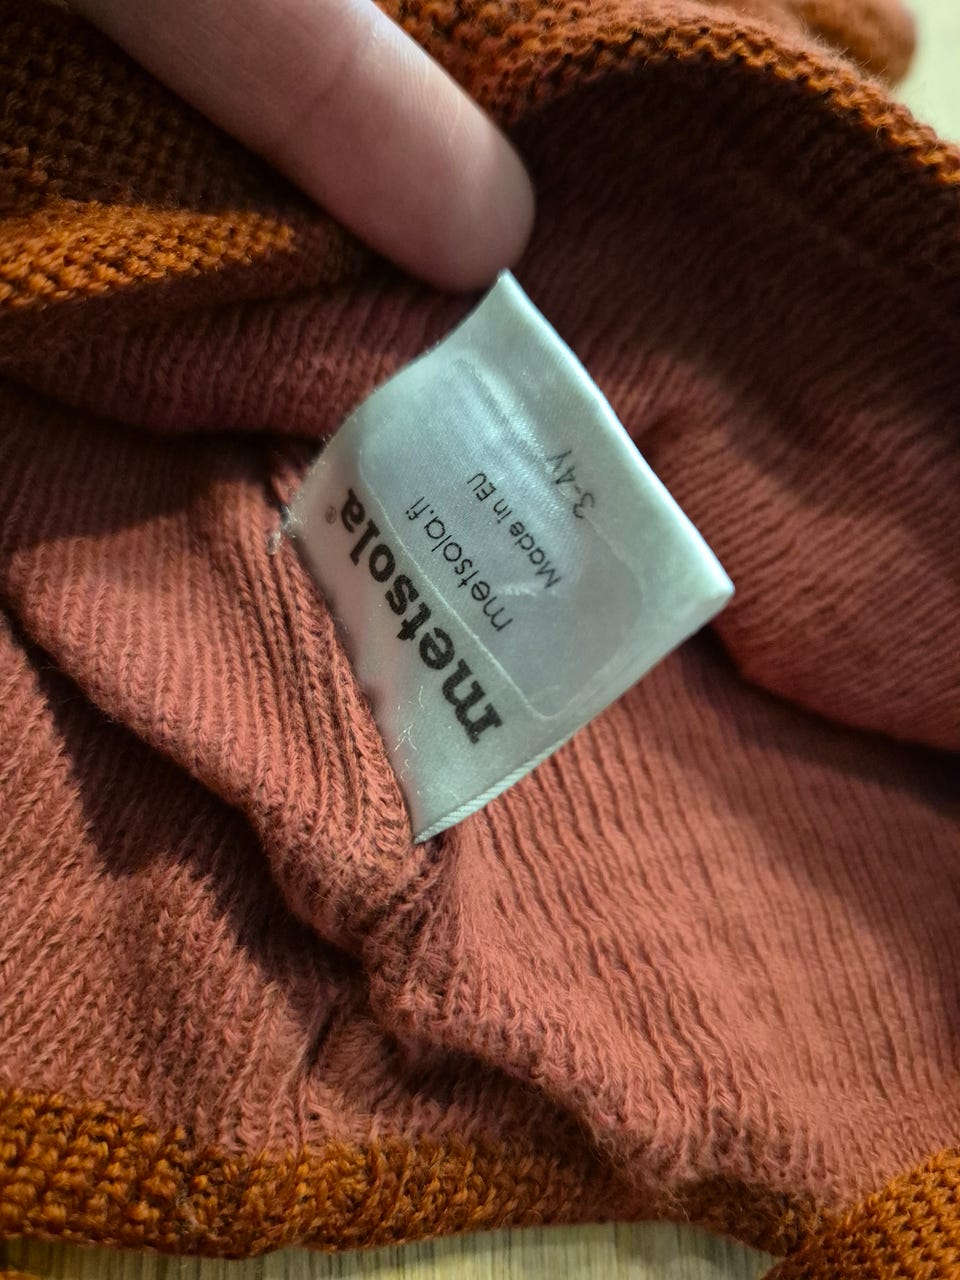 metsola®
metsola.fi
Made in EU
3-4Y